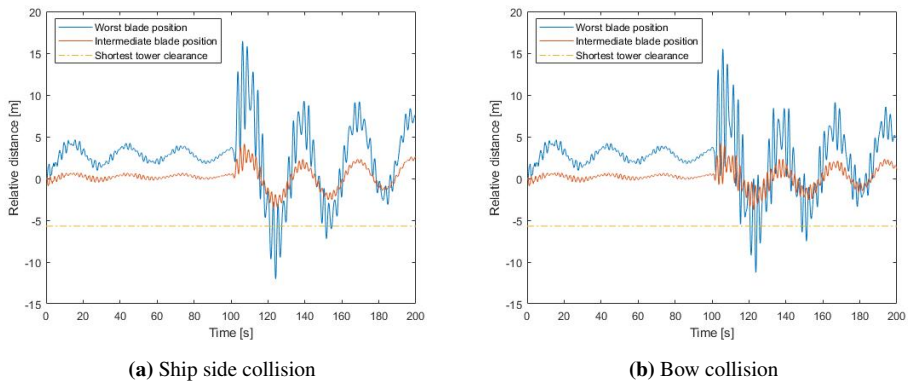 20
15
10
5
0
-5
-10
-15
Relative distance [m]
Worst blade position
Intermediate blade position
Shortest tower clearance
0 20 40 60 80 100 120 140 160 180 200
Time [s]
(a) Ship side collision
20
15
10
5
0
-5
-10
-15
Relative distance [m]
Worst blade position
Intermediate blade position
Shortest tower clearance
0 20 40 60 80 100 120 140 160 180 200
Time [s]
(b) Bow collision